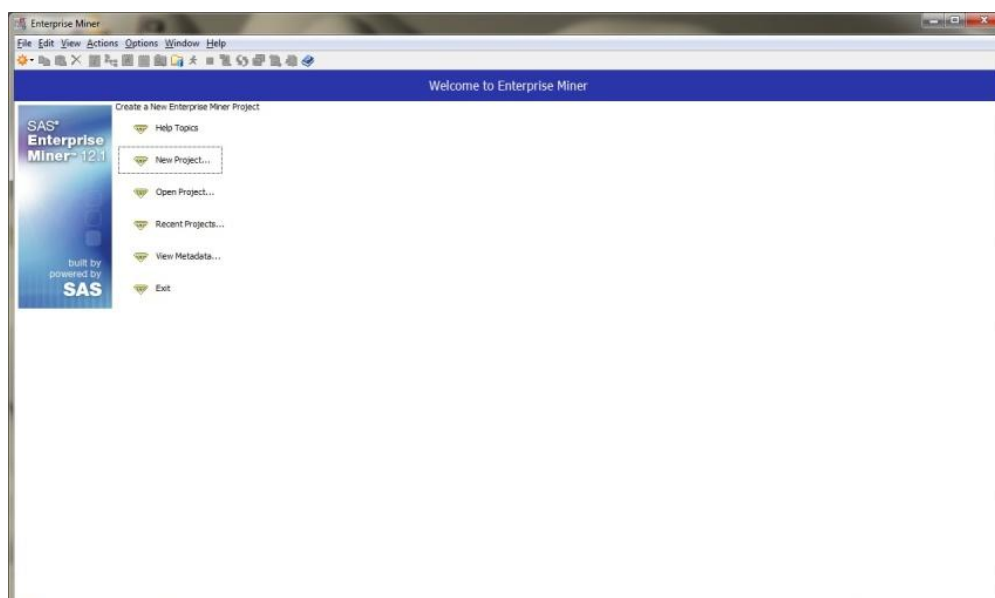 Enterprise Miner
File Edit View Actions Options Window Help
Welcome to Enterprise Miner
Create a New Enterprise Miner Project
SAS®
Enterprise
Miner™ 12.1
built by
powered by
SAS
Help Topics
New Project...
Open Project...
Recent Projects...
View Metadata...
Exit